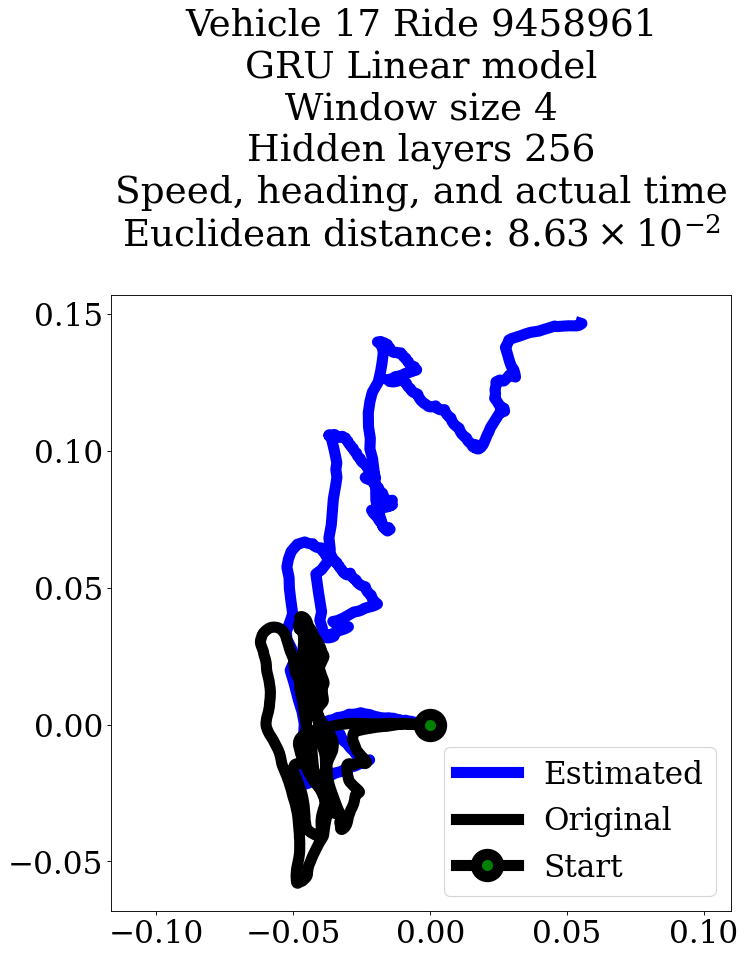 Vehicle 17 Ride 9458961
GRU Linear model
Window size 4
Hidden layers 256
Speed, heading, and actual time
Euclidean distance: 8.63 × 10⁻²
0.15
0.10
0.05
0.00
−0.05
Estimated
Original
Start
−0.10 −0.05 0.00 0.05 0.10